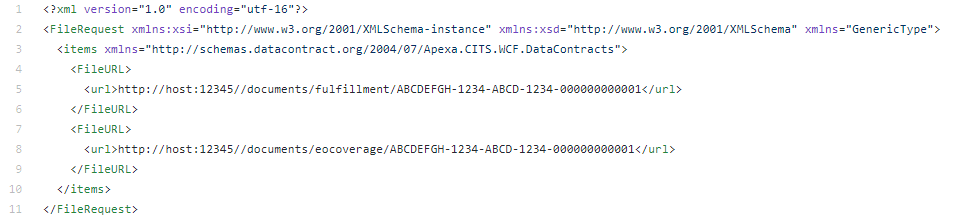 1 <?xml version="1.0" encoding="utf-16"?>
2 <FileRequest xmlns:xsi="http://www.w3.org/2001/XMLSchema-instance" xmlns:xsd="http://www.w3.org/2001/XMLSchema" xmlns="GenericType">
3 <items xmlns="http://schemas.datacontract.org/2004/07/Apexa.CITS.WCF.DataContracts">
4 <FileURL>
5 <url>http://host:12345//documents/fulfillment/ABCDEFGH-1234-ABCD-1234-000000000001</url>
6 </FileURL>
7 <FileURL>
8 <url>http://host:12345//documents/eocoverage/ABCDEFGH-1234-ABCD-1234-000000000001</url>
9 </FileURL>
10 </items>
11 </FileRequest>